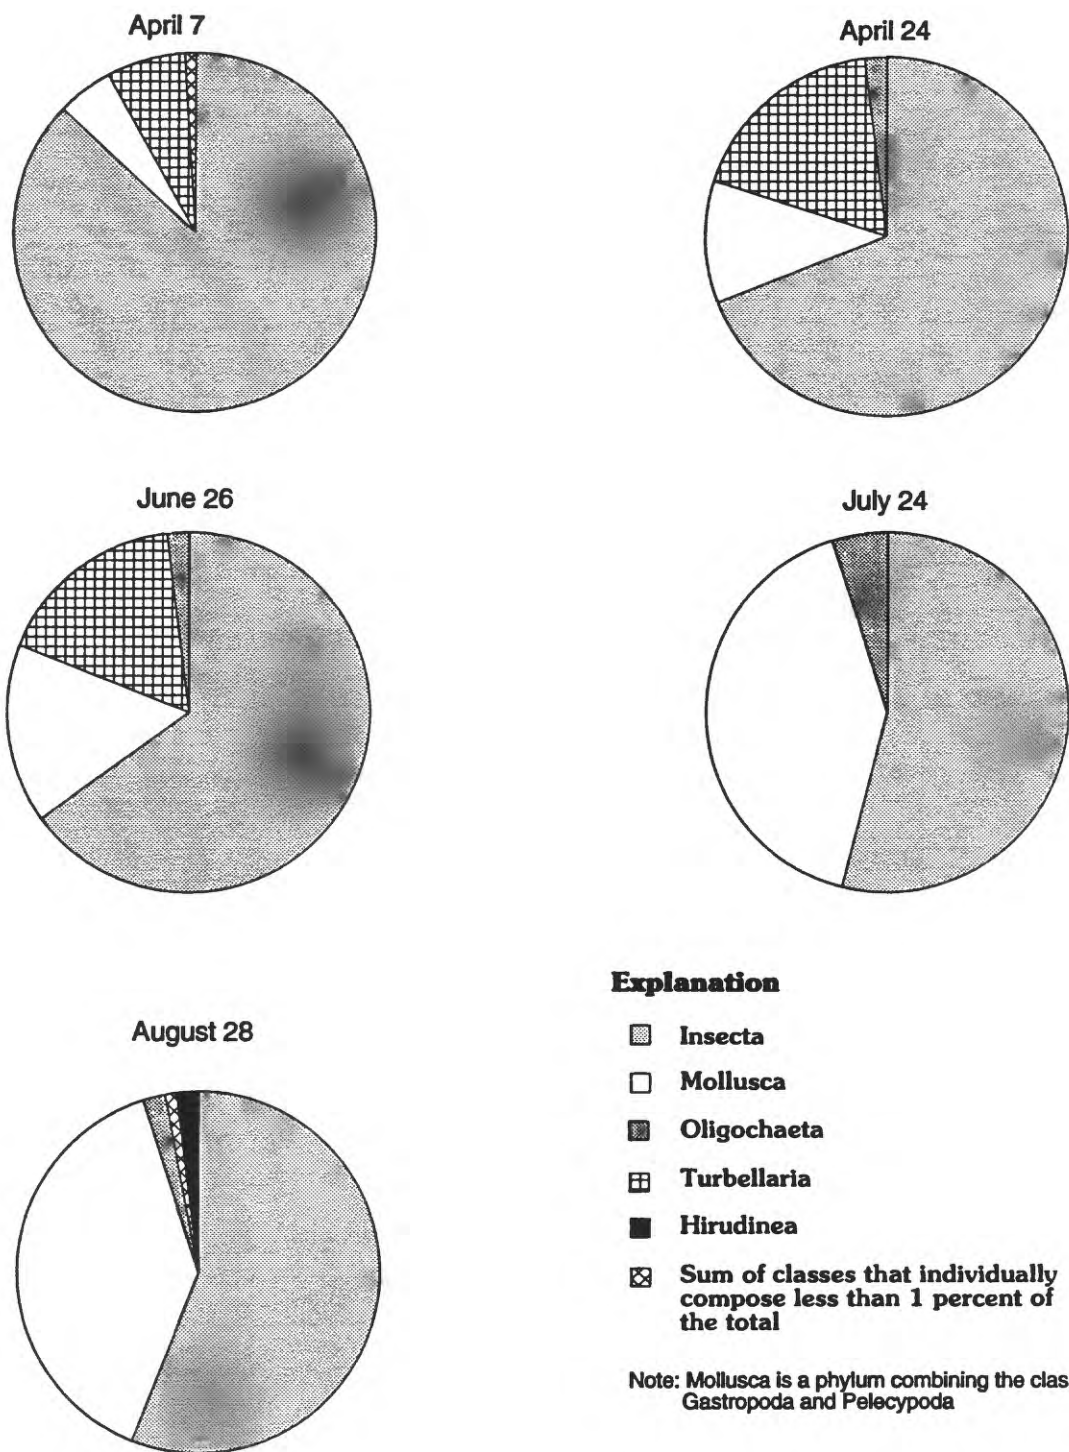 April 7
April 24
June 26
July 24
August 28
Explanation
Insecta
Mollusca
Oligochaeta
Turbellaria
Hirudinea
Sum of classes that individually
compose less than 1 percent of
the total
Note: Mollusca is a phylum combining the clas
Gastropoda and Pelecypoda